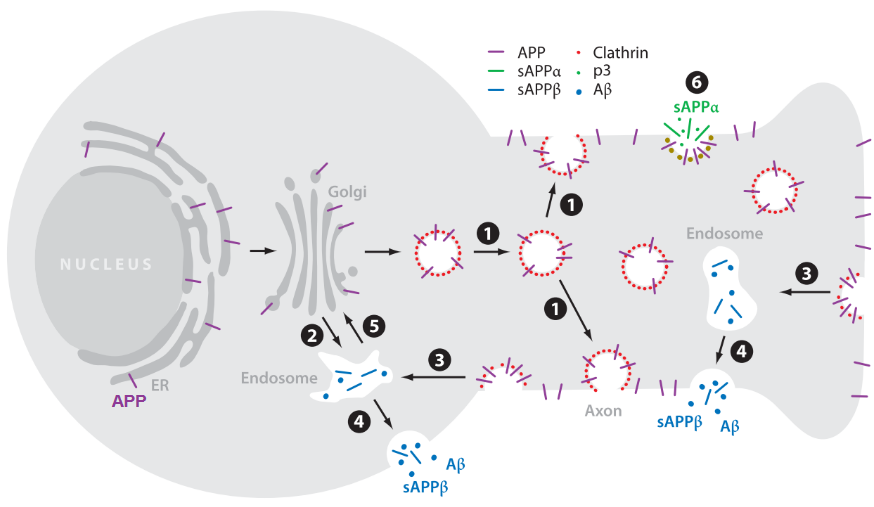 APP
Clathrin
sAPPα
p3
sAPPβ
Aβ
6
sAPPα
Golgi
1
1
NUCLEUS
Endosome
3
1
2
5
4
Endosome
3
ER
APP
4
Axon
sAPPβ
Aβ
Aβ
sAPPβ